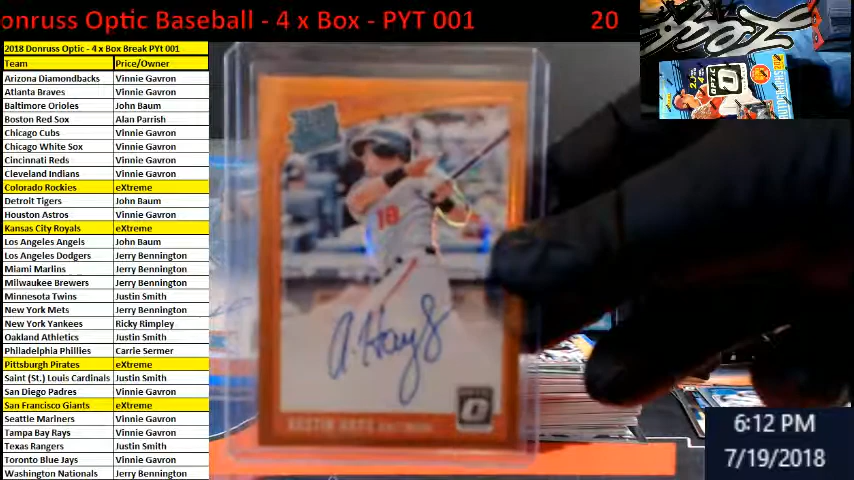 onruss Optic Baseball - 4 x Box - PYT 001 20
2018 Donruss Optic - 4 x Box Break PYt 001
Team Price/Owner
Arizona Diamondbacks Vinnie Gavron
Atlanta Braves Vinnie Gavron
Baltimore Orioles John Baum
Boston Red Sox Alan Parrish
Chicago Cubs Vinnie Gavron
Chicago White Sox Vinnie Gavron
Cincinnati Reds Vinnie Gavron
Cleveland Indians Vinnie Gavron
Colorado Rockies eXtreme
Detroit Tigers John Baum
Houston Astros Vinnie Gavron
Kansas City Royals eXtreme
Los Angeles Angels John Baum
Los Angeles Dodgers Jerry Bennington
Miami Marlins Jerry Bennington
Milwaukee Brewers Jerry Bennington
Minnesota Twins Justin Smith
New York Mets Jerry Bennington
New York Yankees Ricky Rimpley
Oakland Athletics Justin Smith
Philadelphia Phillies Carrie Sermer
Pittsburgh Pirates eXtreme
Saint (St.) Louis Cardinals Justin Smith
San Diego Padres Vinnie Gavron
San Francisco Giants eXtreme
Seattle Mariners Vinnie Gavron
Tampa Bay Rays Vinnie Gavron
Texas Rangers Justin Smith
Toronto Blue Jays Vinnie Gavron
Washington Nationals Jerry Bennington
18
A. Hays
AUSTIN HAYS
Leaf
OPTIC
AUTOGRAPHS
6:12 PM
7/19/2018